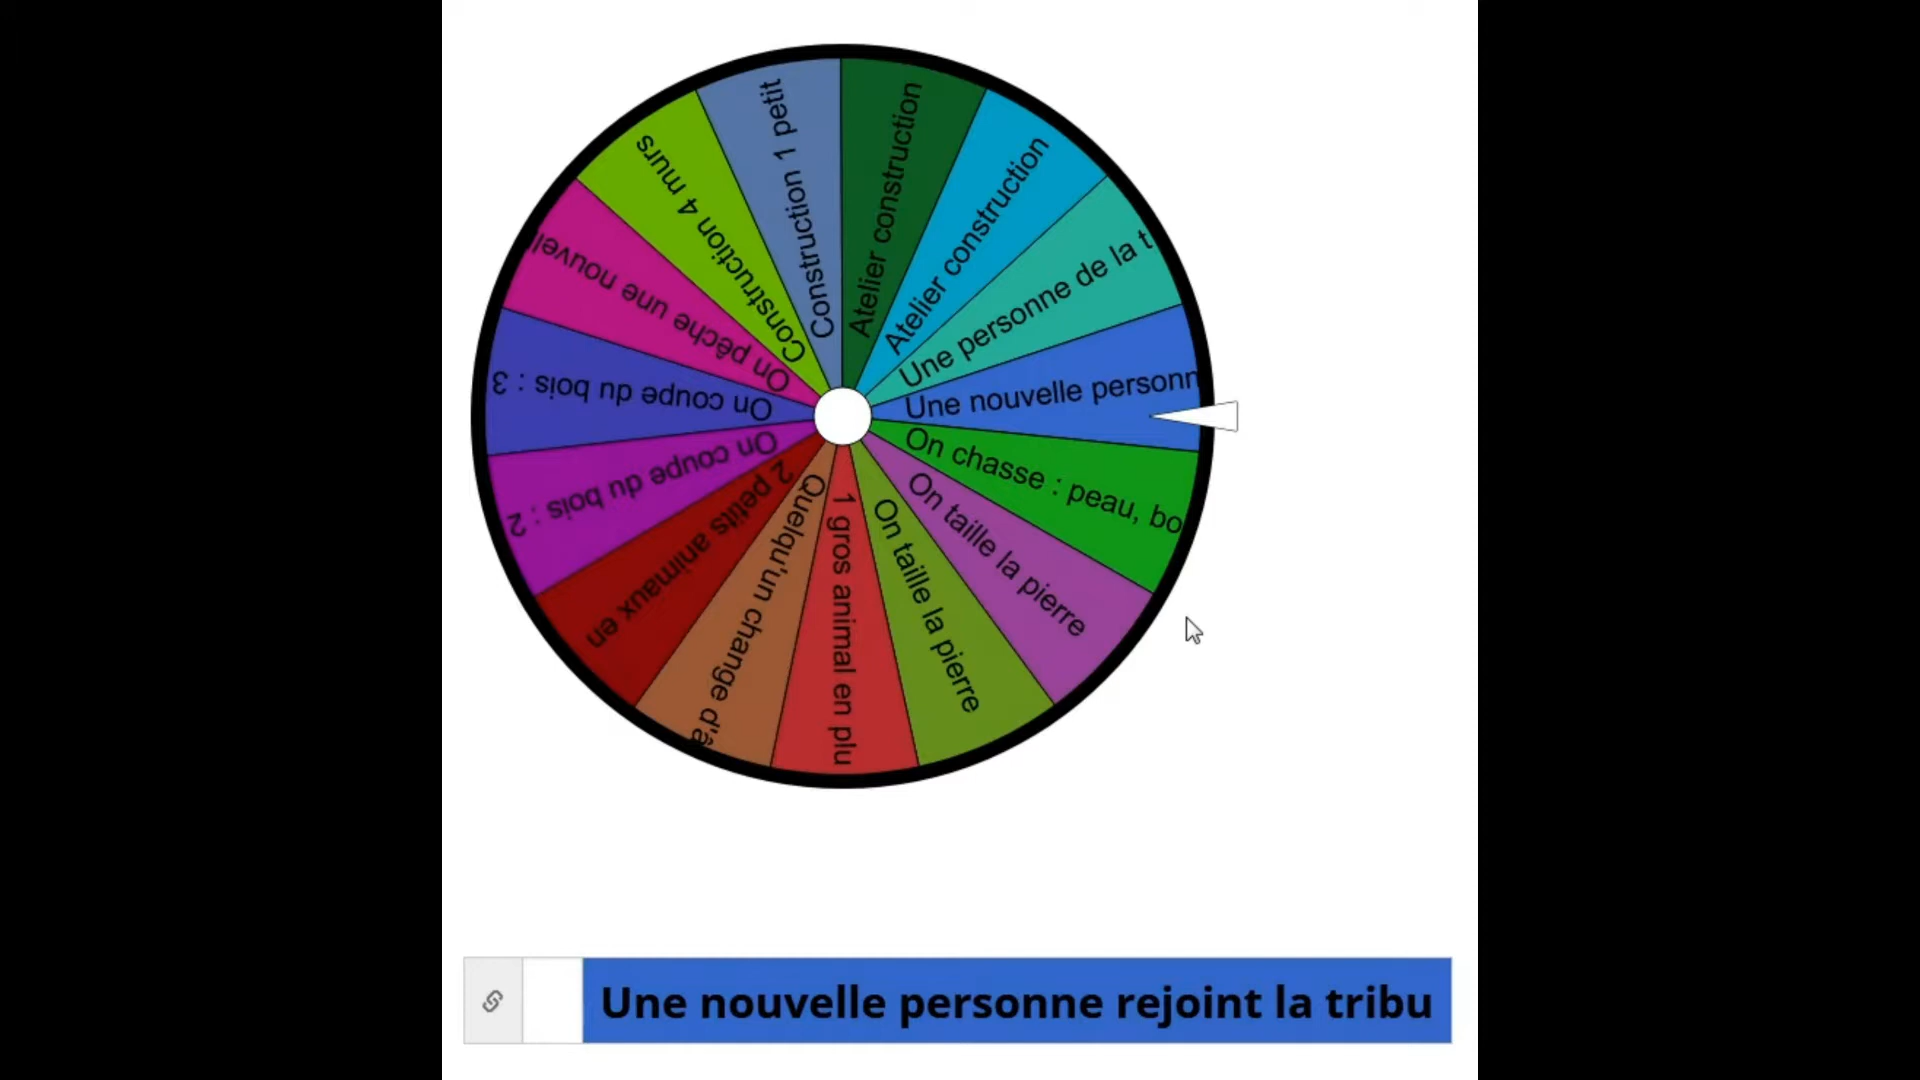 Atelier construction
Atelier construction
Une personne de la t
Une nouvelle personn
On chasse : peau, bo
On taille la pierre
On taille la pierre
1 gros animal en plu
Quelqu'un change d'â
2 petits animaux en
On coupe du bois : 2
On coupe du bois : 3
On pêche une nouvel
Construction 4 murs
Construction 1 petit
Une nouvelle personne rejoint la tribu